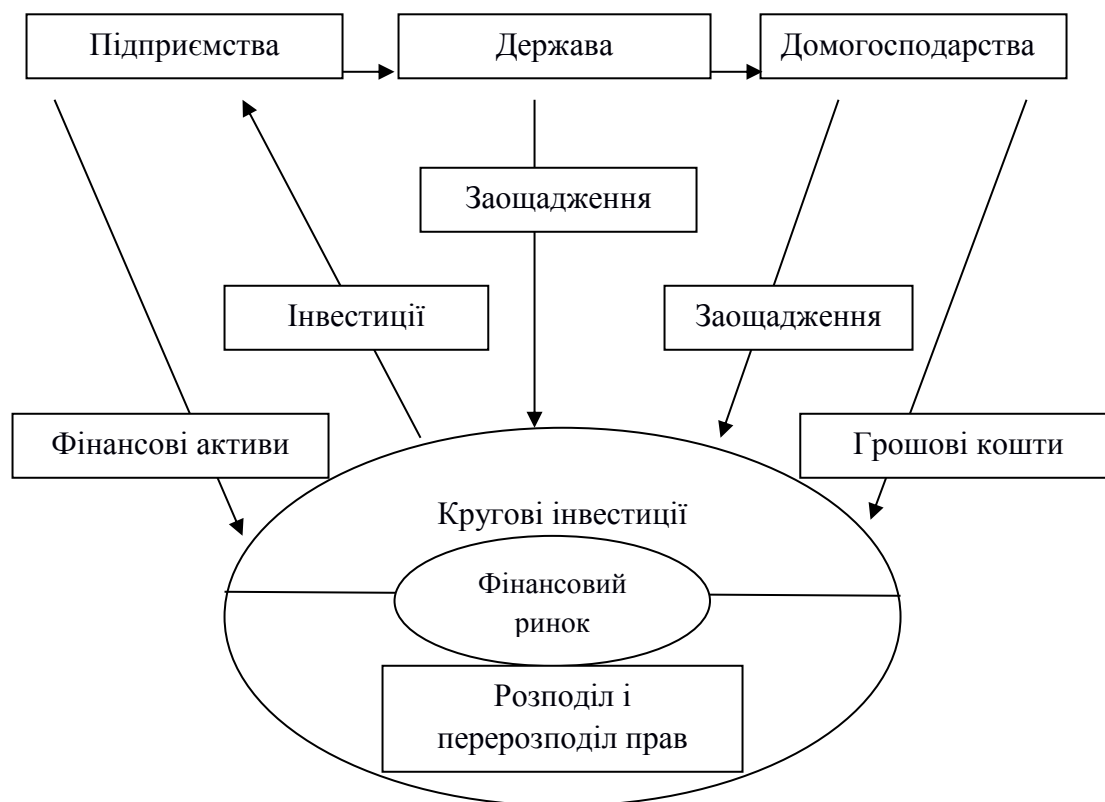 Підприємства
Держава
Домогосподарства
Заощадження
Інвестиції
Заощадження
Фінансові активи
Грошові кошти
Кругові інвестиції
Фінансовий
ринок
Розподіл і
перерозподіл прав